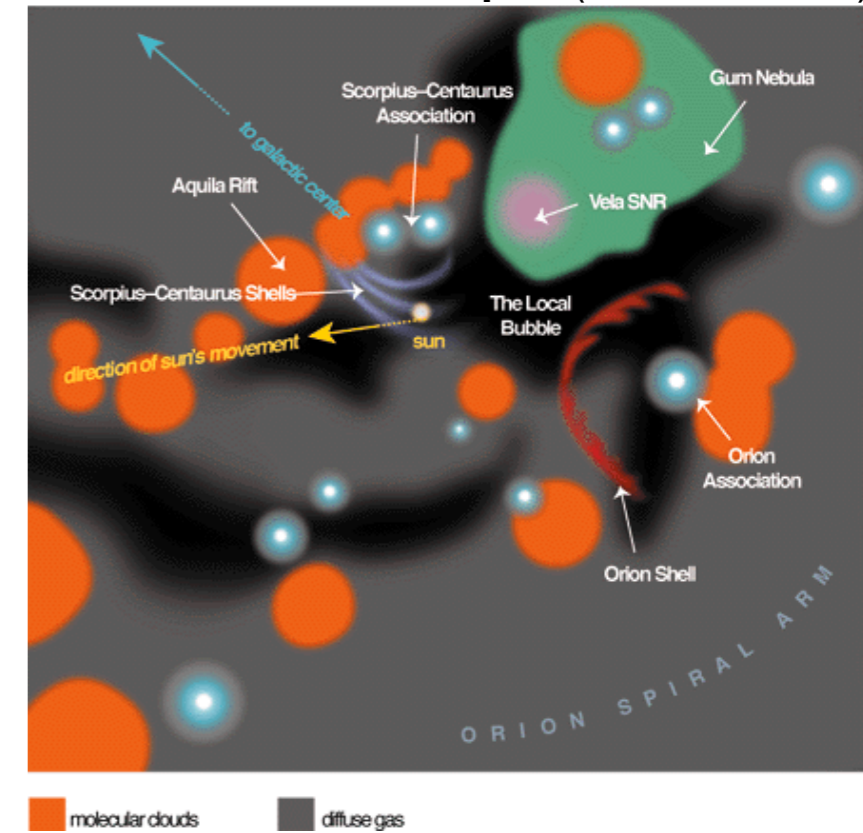 Gum Nebula
Scorpius–Centaurus
Association
to galactic center
Aquila Rift
Vela SNR
Scorpius–Centaurus Shells
The Local
Bubble
direction of sun's movement
sun
Orion
Association
Orion Shell
ORION SPIRAL ARM
molecular clouds
diffuse gas